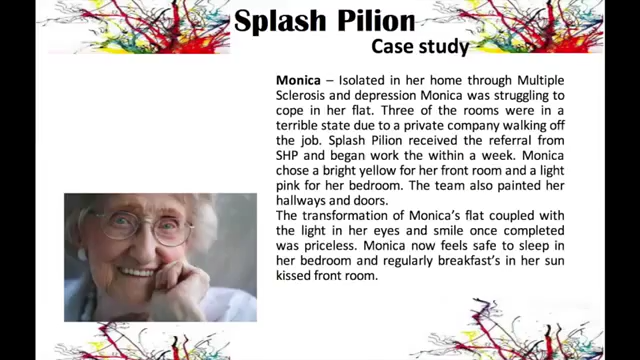 Splash Pilion
Case study
Monica – Isolated in her home through Multiple
Sclerosis and depression Monica was struggling to
cope in her flat. Three of the rooms were in a
terrible state due to a private company walking off
the job. Splash Pilion received the referral from
SHP and began work the within a week. Monica
chose a bright yellow for her front room and a light
pink for her bedroom. The team also painted her
hallways and doors.
The transformation of Monica's flat coupled with
the light in her eyes and smile once completed
was priceless. Monica now feels safe to sleep in
her bedroom and regularly breakfast's in her sun
kissed front room.